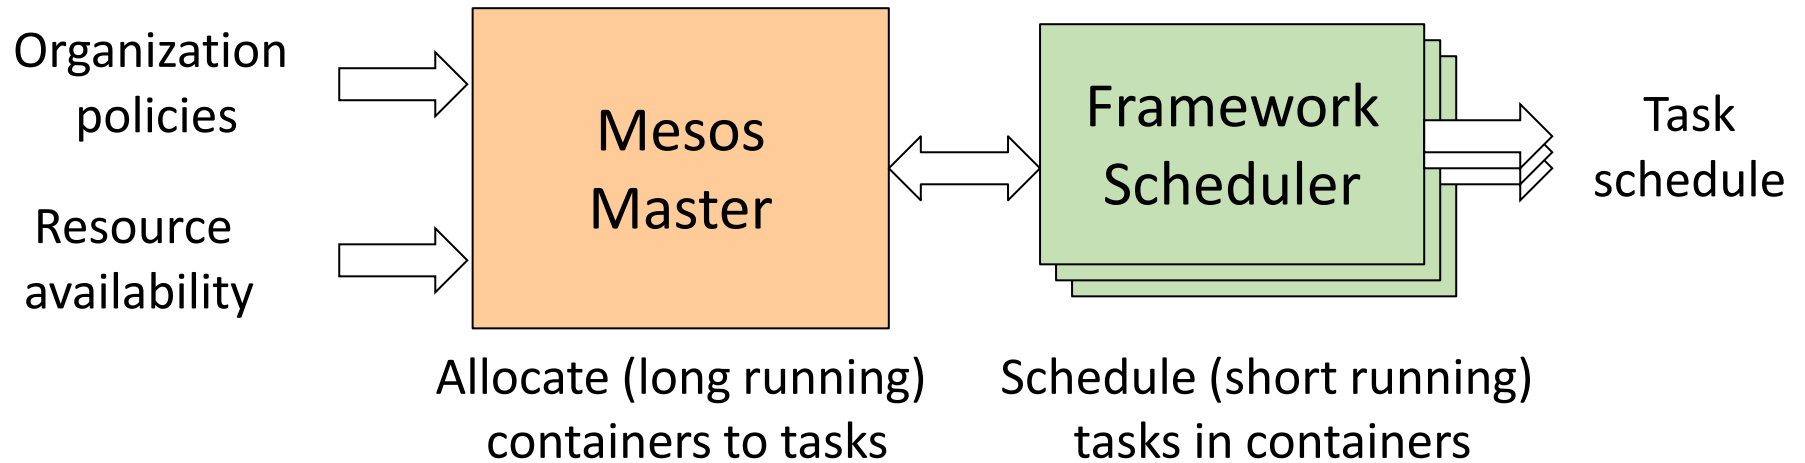 Organization
policies
Resource
availability
Mesos
Master
Allocate (long running)
containers to tasks
Framework
Scheduler
Schedule (short running)
tasks in containers
Task
schedule